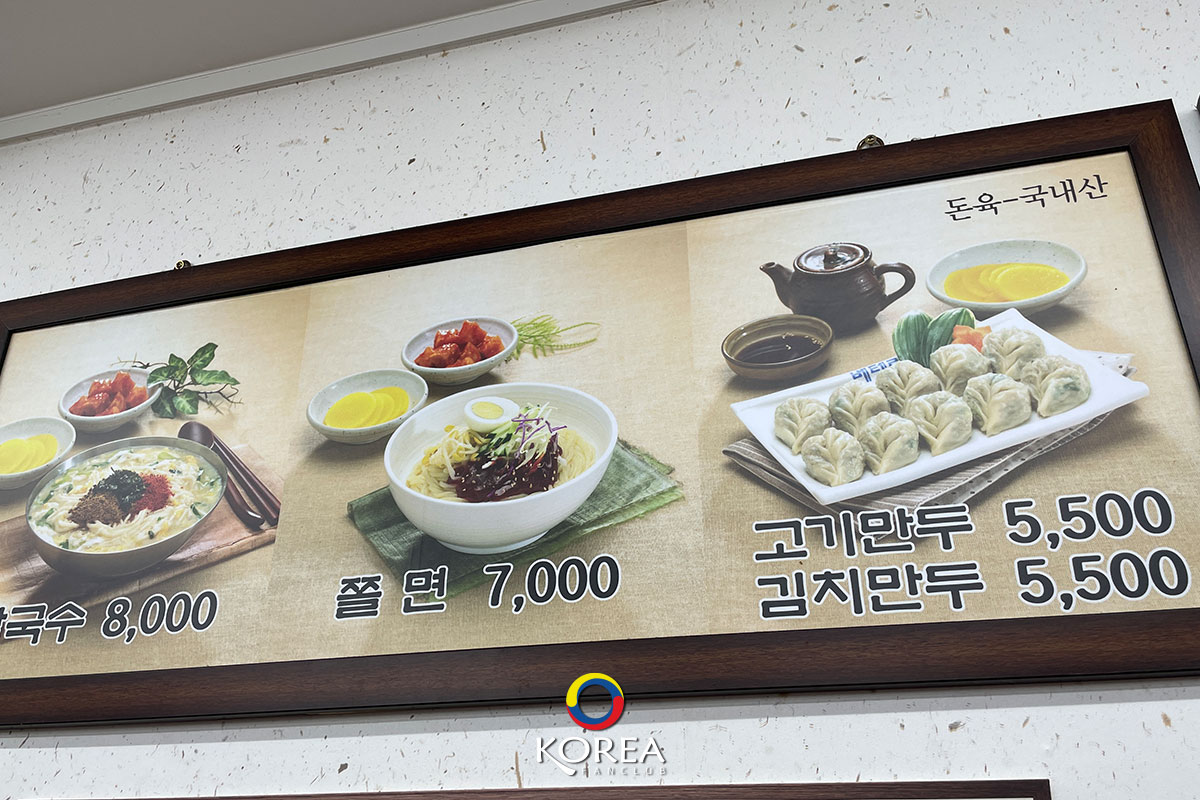 돈육-국내산
국수 8,000
쫄면 7,000
고기만두 5,500
김치만두 5,500
KOREA
FANCLUB